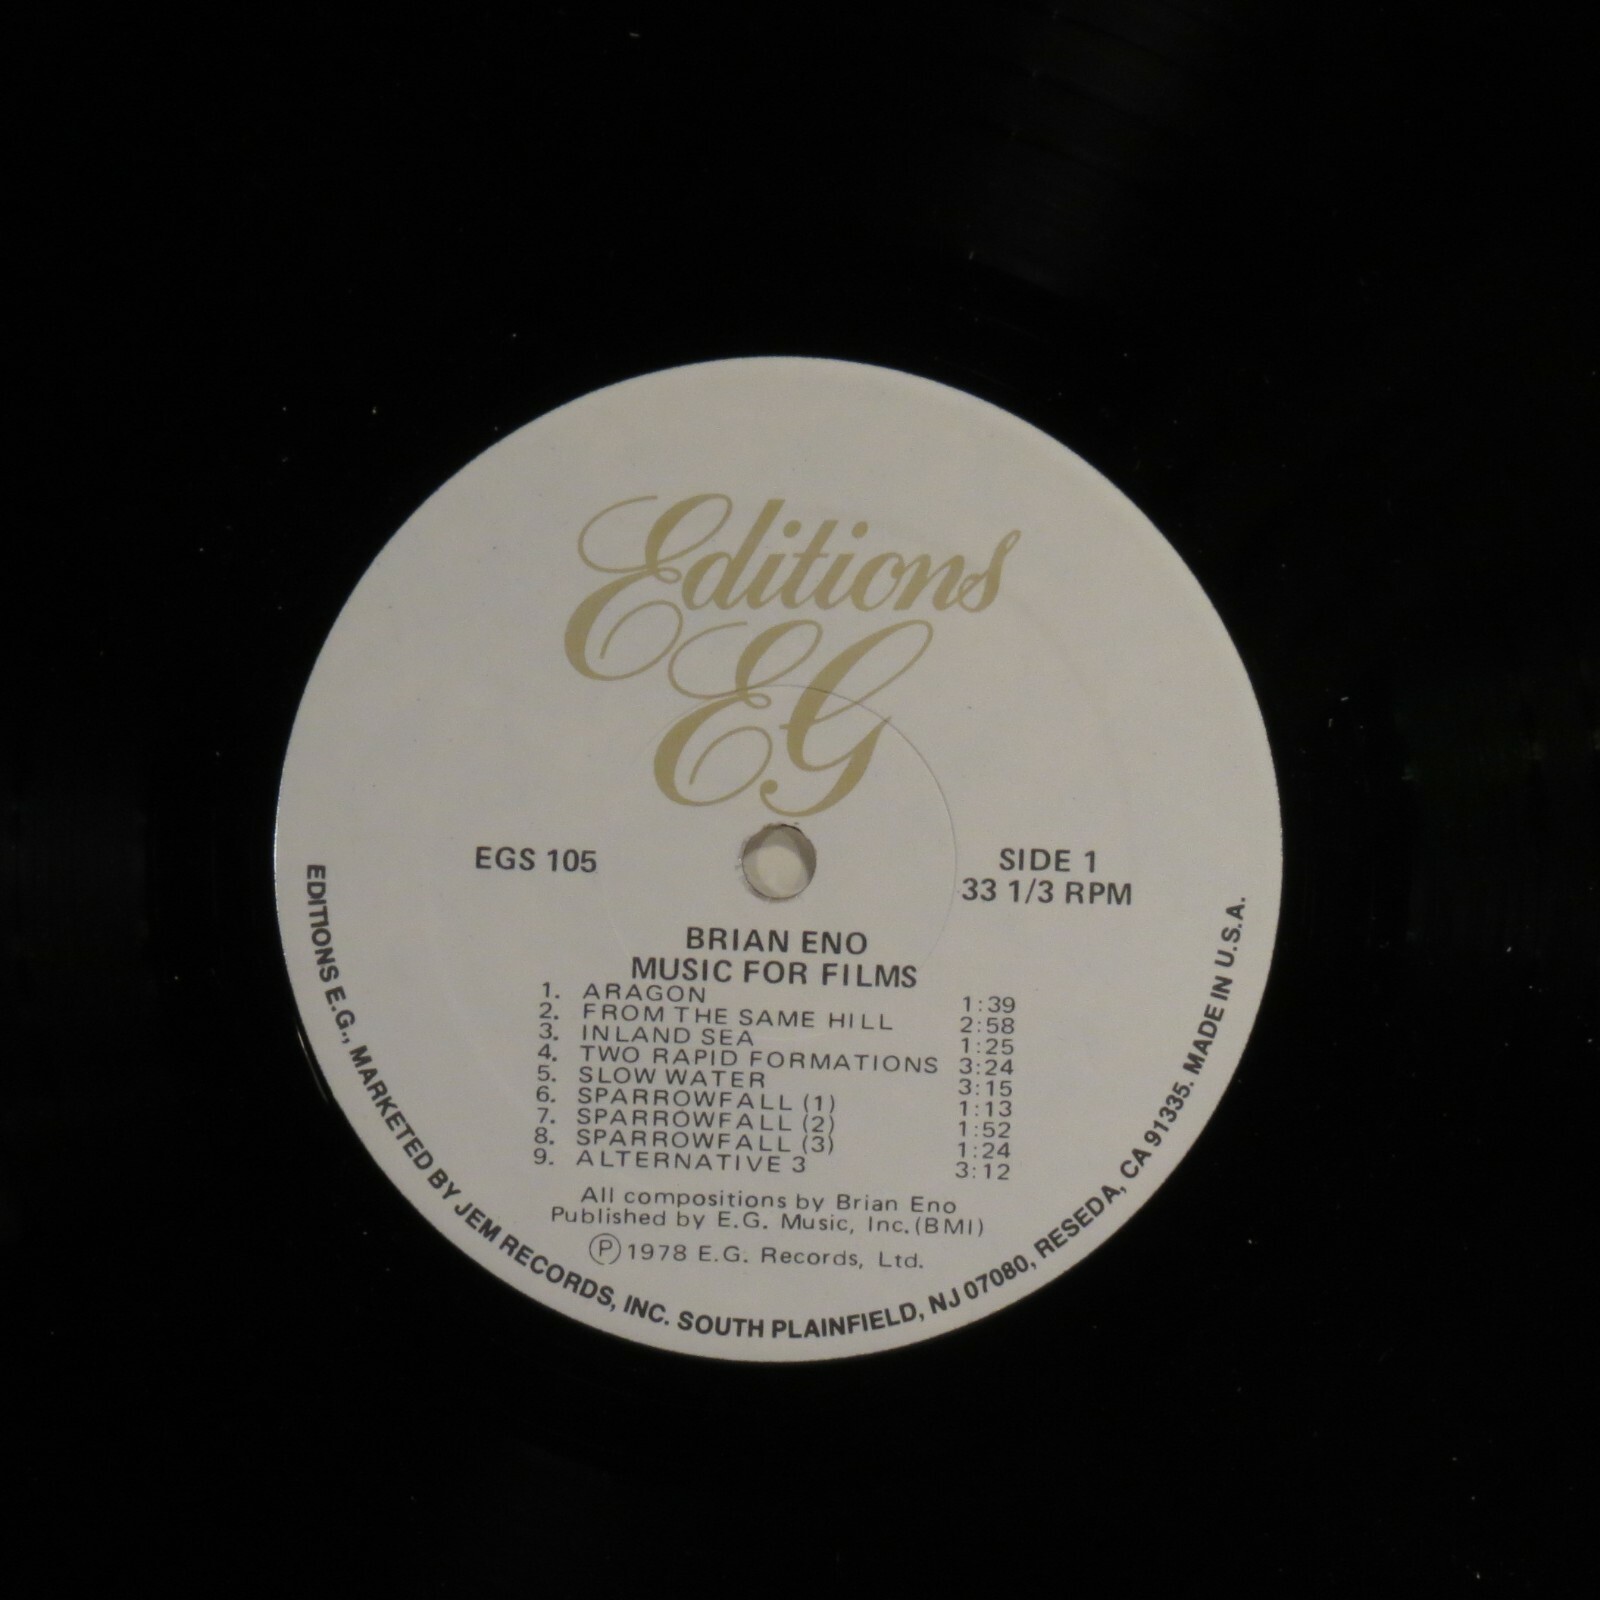 Editions
EG
EGS 105
SIDE 1
33 1/3 RPM
BRIAN ENO
MUSIC FOR FILMS
1. ARAGON 1:39
2. FROM THE SAME HILL 2:58
3. INLAND SEA 1:25
4. TWO RAPID FORMATIONS 3:24
5. SLOW WATER 3:15
6. SPARROWFALL (1) 1:13
7. SPARROWFALL (2) 1:52
8. SPARROWFALL (3) 1:24
9. ALTERNATIVE 3 3:12
All compositions by Brian Eno
Published by E.G. Music, Inc. (BMI)
Ⓟ1978 E.G. Records, Ltd.
EDITIONS E.G., MARKETED BY JEM RECORDS, INC. SOUTH PLAINFIELD, NJ 07080, RESEDA, CA 91335. MADE IN U.S.A.